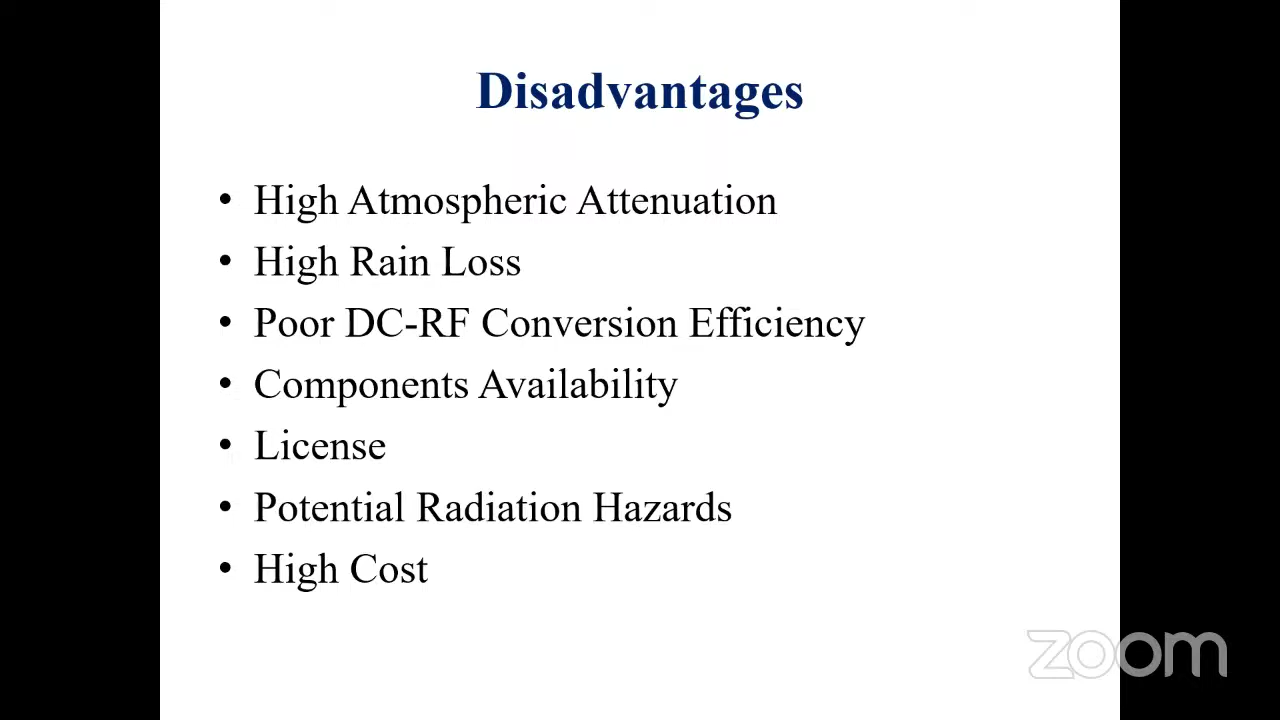 Disadvantages
• High Atmospheric Attenuation
• High Rain Loss
• Poor DC-RF Conversion Efficiency
• Components Availability
• License
• Potential Radiation Hazards
• High Cost
zoom